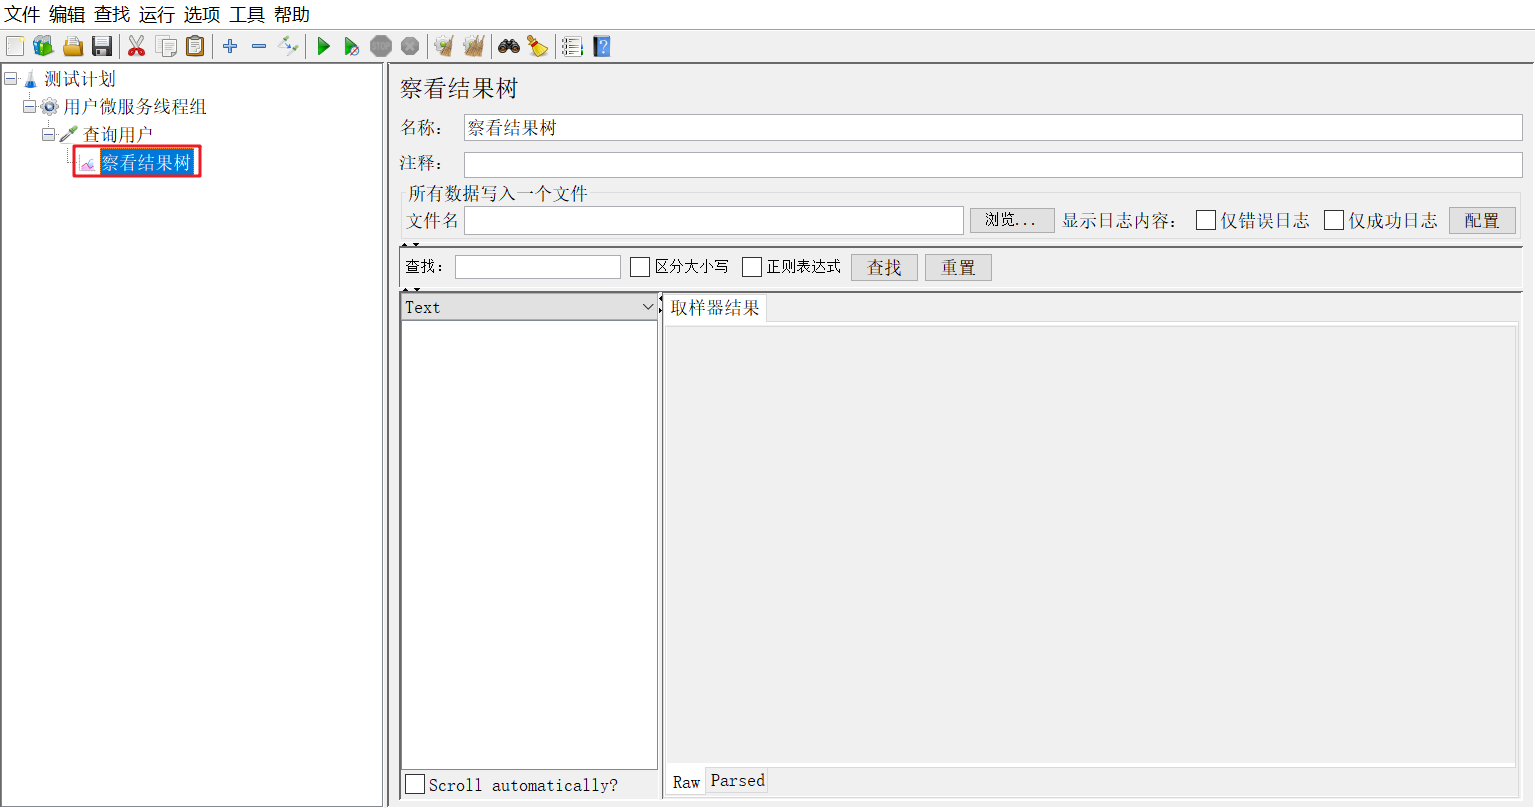 文件 编辑 查找 运行 选项 工具 帮助
STOP
测试计划
用户微服务线程组
查询用户
察看结果树
察看结果树
名称： 察看结果树
注释：
所有数据写入一个文件
文件名 浏览... 显示日志内容： 仅错误日志 仅成功日志 配置
查找： 区分大小写 正则表达式 查找 重置
Text
取样器结果
Scroll automatically?
Raw Parsed